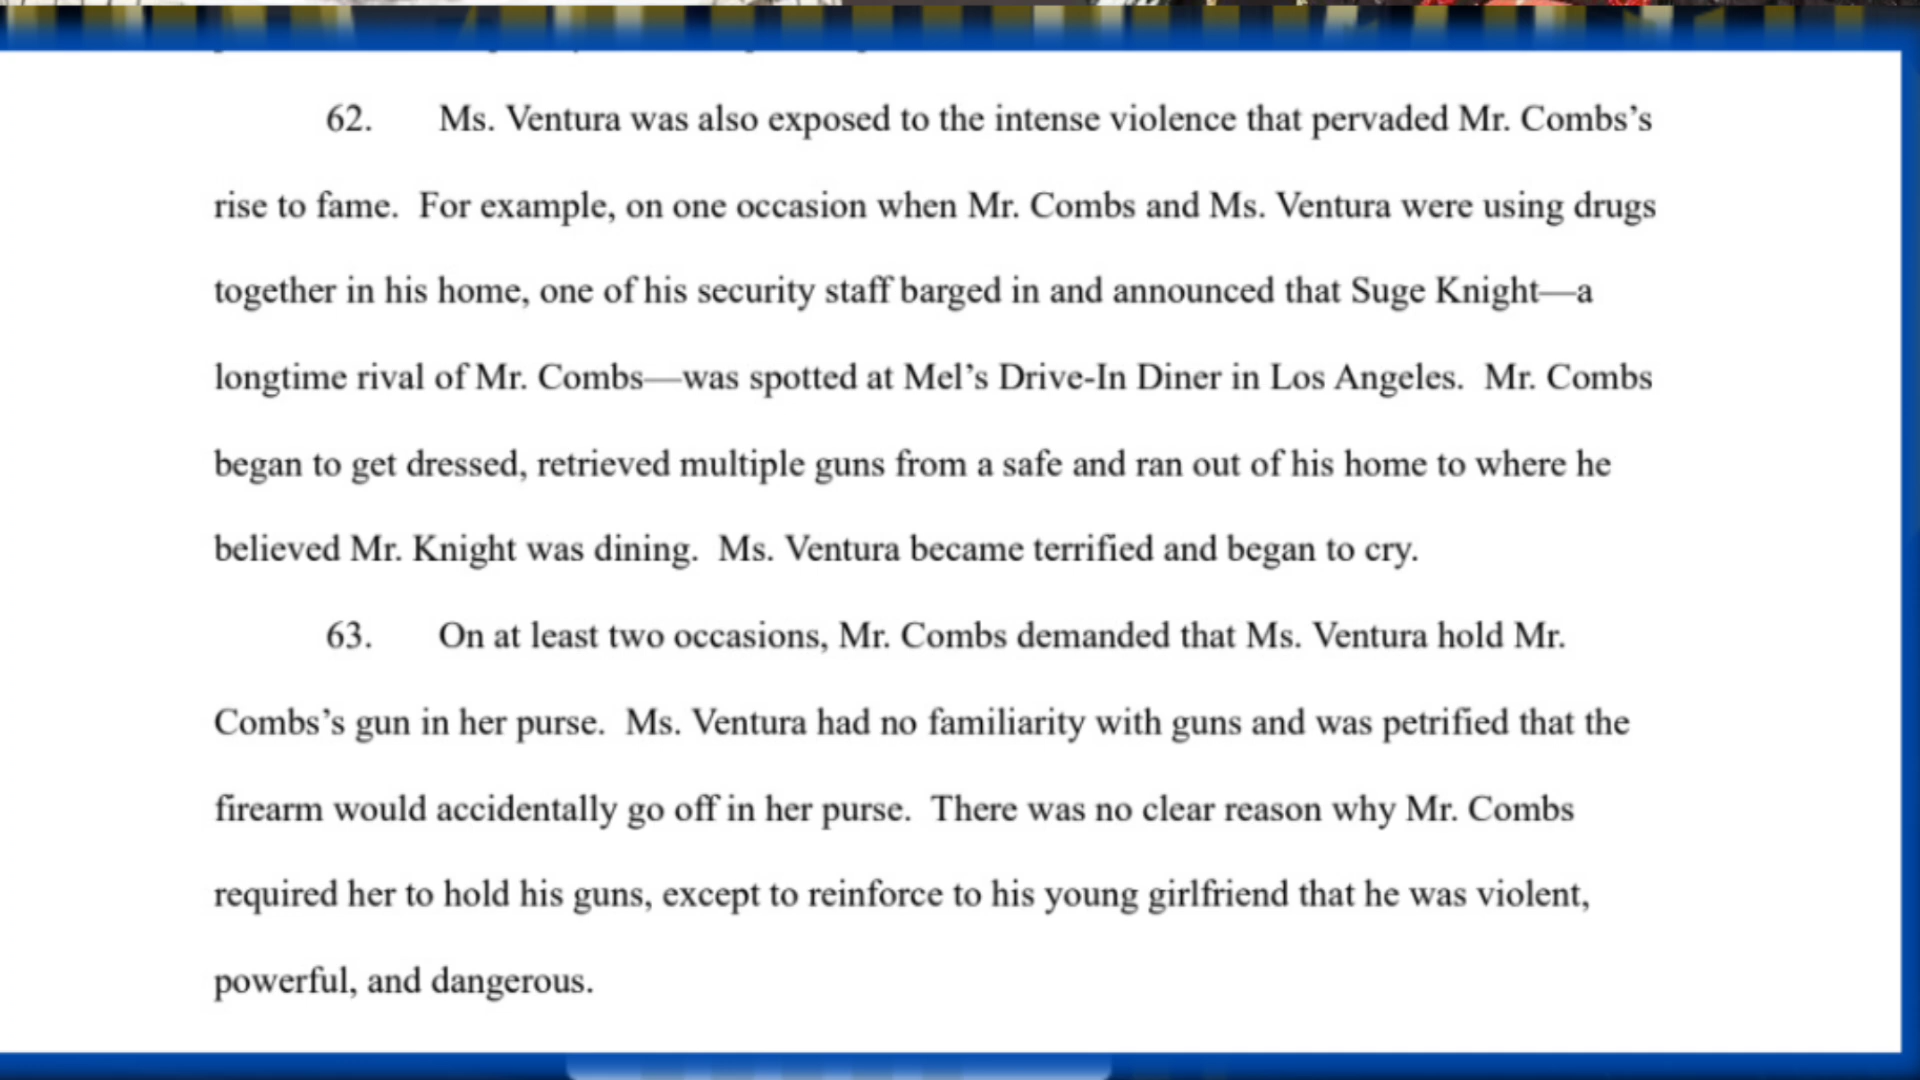 62. Ms. Ventura was also exposed to the intense violence that pervaded Mr. Combs’s
rise to fame. For example, on one occasion when Mr. Combs and Ms. Ventura were using drugs
together in his home, one of his security staff barged in and announced that Suge Knight—a
longtime rival of Mr. Combs—was spotted at Mel’s Drive-In Diner in Los Angeles. Mr. Combs
began to get dressed, retrieved multiple guns from a safe and ran out of his home to where he
believed Mr. Knight was dining. Ms. Ventura became terrified and began to cry.
63. On at least two occasions, Mr. Combs demanded that Ms. Ventura hold Mr.
Combs’s gun in her purse. Ms. Ventura had no familiarity with guns and was petrified that the
firearm would accidentally go off in her purse. There was no clear reason why Mr. Combs
required her to hold his guns, except to reinforce to his young girlfriend that he was violent,
powerful, and dangerous.